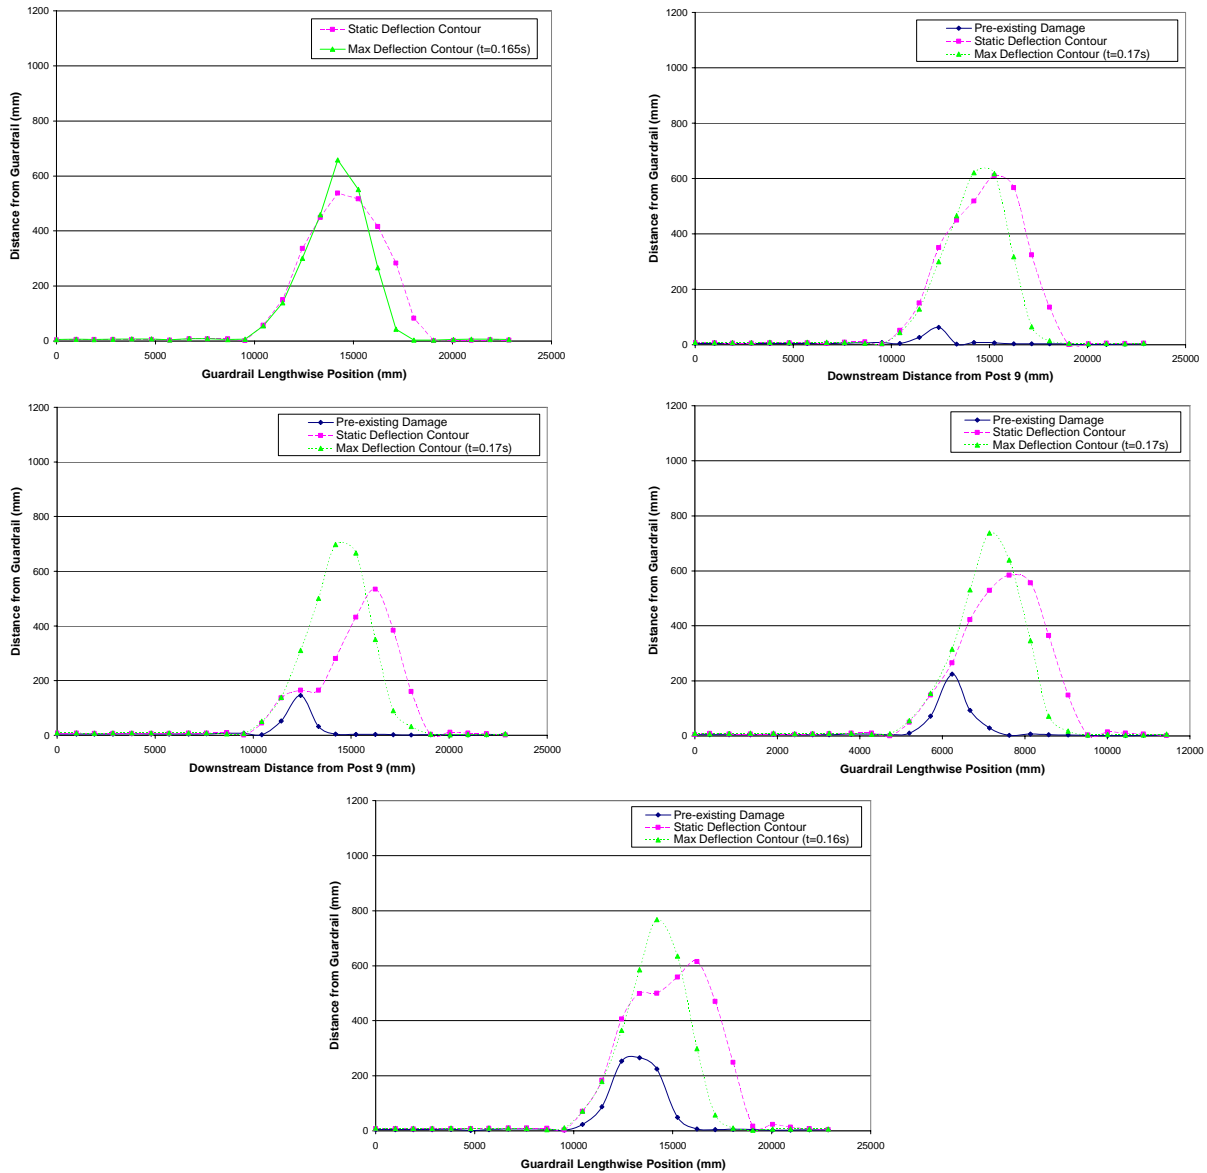 1200
1000
800
600
400
200
0
0 5000 10000 15000 20000 25000
Distance from Guardrail (mm)
Guardrail Lengthwise Position (mm)
Static Deflection Contour
Max Deflection Contour (t=0.165s)
1200
1000
800
600
400
200
0
0 5000 10000 15000 20000 25000
Distance from Guardrail (mm)
Downstream Distance from Post 9 (mm)
Pre-existing Damage
Static Deflection Contour
Max Deflection Contour (t=0.17s)
1200
1000
800
600
400
200
0
0 5000 10000 15000 20000 25000
Distance from Guardrail (mm)
Downstream Distance from Post 9 (mm)
Pre-existing Damage
Static Deflection Contour
Max Deflection Contour (t=0.17s)
1200
1000
800
600
400
200
0
0 2000 4000 6000 8000 10000 12000
Distance from Guardrail (mm)
Guardrail Lengthwise Position (mm)
Pre-existing Damage
Static Deflection Contour
Max Deflection Contour (t=0.17s)
1200
1000
800
600
400
200
0
0 5000 10000 15000 20000 25000
Distance from Guardrail (mm)
Guardrail Lengthwise Position (mm)
Pre-existing Damage
Static Deflection Contour
Max Deflection Contour (t=0.16s)